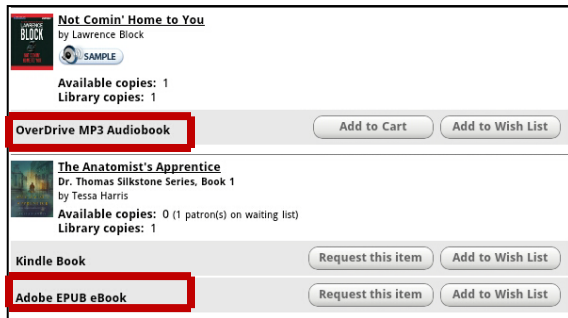 LAWRENCE
BLOCK
Not Comin' Home to You
by Lawrence Block
SAMPLE
Available copies: 1
Library copies: 1
OverDrive MP3 Audiobook
Add to Cart
Add to Wish List
The Anatomist's Apprentice
Dr. Thomas Silkstone Series, Book 1
by Tessa Harris
Available copies: 0 (1 patron(s) on waiting list)
Library copies: 1
Kindle Book
Request this item
Add to Wish List
Adobe EPUB eBook
Request this item
Add to Wish List